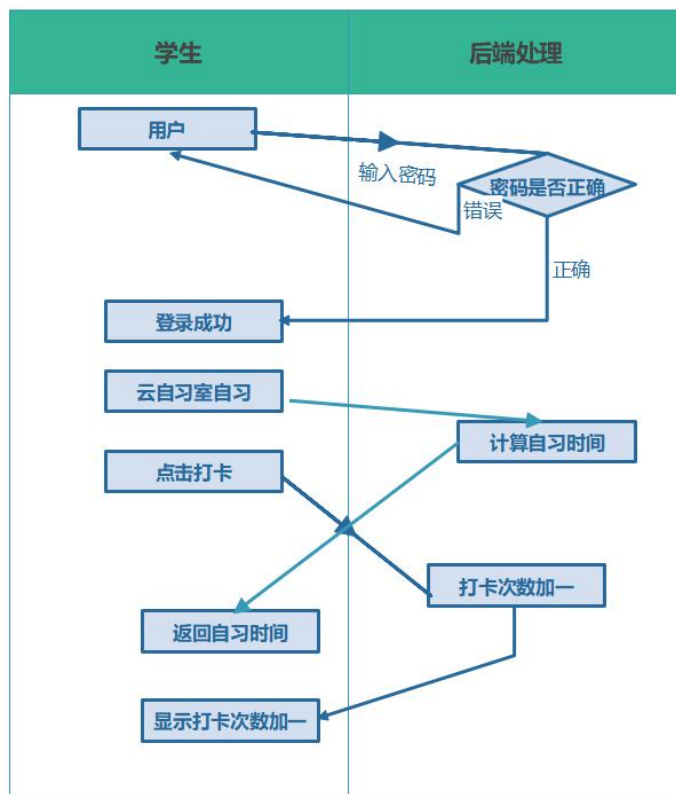 学生
后端处理
用户
输入密码
密码是否正确
错误
正确
登录成功
云自习室自习
计算自习时间
点击打卡
打卡次数加一
返回自习时间
显示打卡次数加一